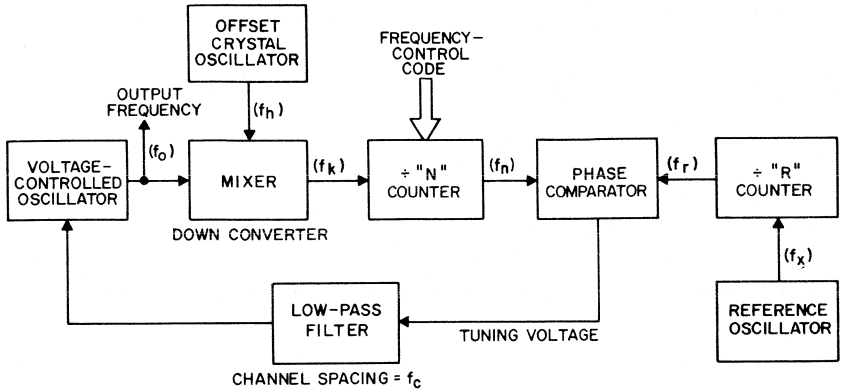 OFFSET
CRYSTAL
OSCILLATOR
FREQUENCY-
CONTROL
CODE
OUTPUT
FREQUENCY
(fh)
(fo)
VOLTAGE-
CONTROLLED
OSCILLATOR
MIXER
(fk)
÷ "N"
COUNTER
(fn)
PHASE
COMPARATOR
(fr)
÷ "R"
COUNTER
DOWN CONVERTER
(fx)
LOW-PASS
FILTER
TUNING VOLTAGE
REFERENCE
OSCILLATOR
CHANNEL SPACING = fc